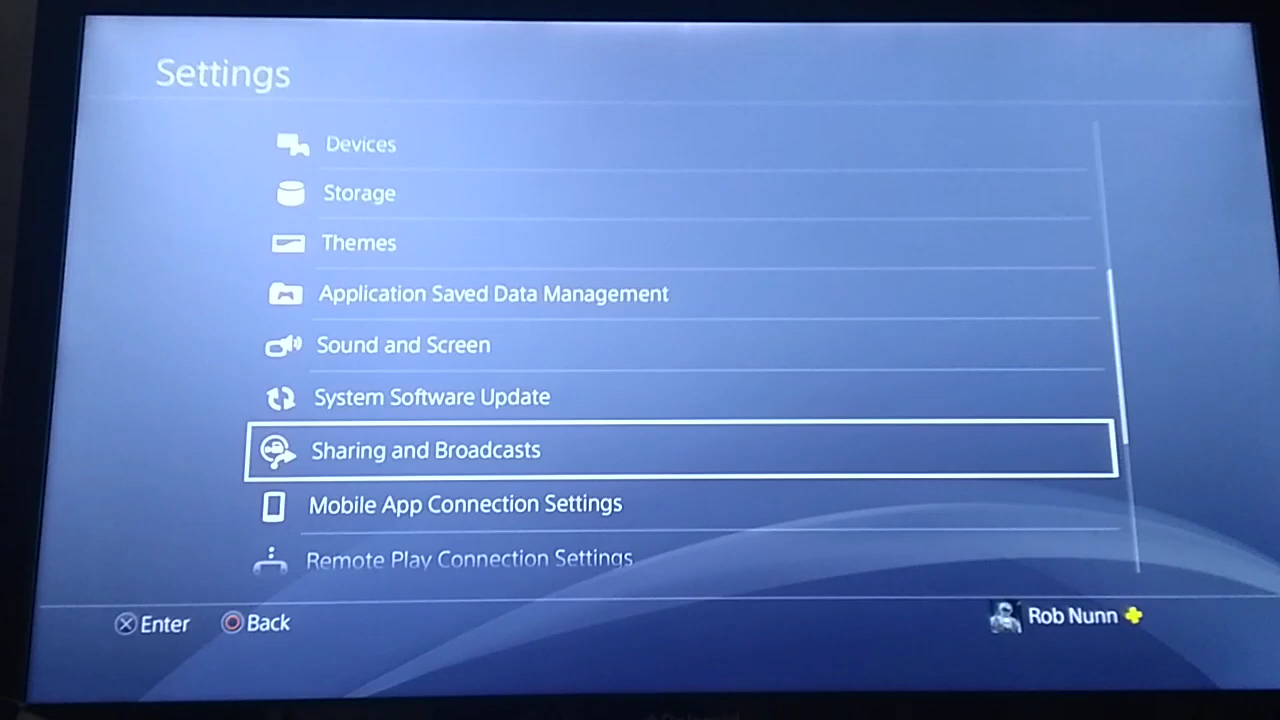 Settings
Devices
Storage
Themes
Application Saved Data Management
Sound and Screen
System Software Update
Sharing and Broadcasts
Mobile App Connection Settings
Remote Play Connection Settings
Enter Back
Rob Nunn